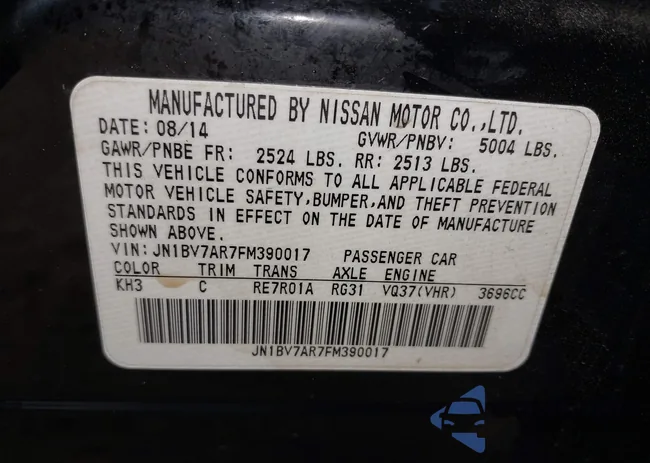 MANUFACTURED BY NISSAN MOTOR CO.,LTD.
DATE: 08/14 GVWR/PNBV: 5004 LBS.
GAWR/PNBE FR: 2524 LBS. RR: 2513 LBS.
THIS VEHICLE CONFORMS TO ALL APPLICABLE FEDERAL
MOTOR VEHICLE SAFETY,BUMPER,AND THEFT PREVENTION
STANDARDS IN EFFECT ON THE DATE OF MANUFACTURE
SHOWN ABOVE.
VIN: JN1BV7AR7FM390017 PASSENGER CAR
COLOR TRIM TRANS AXLE ENGINE
KH3 C RE7R01A RG31 VQ37(VHR) 3696CC
JN1BV7AR7FM390017